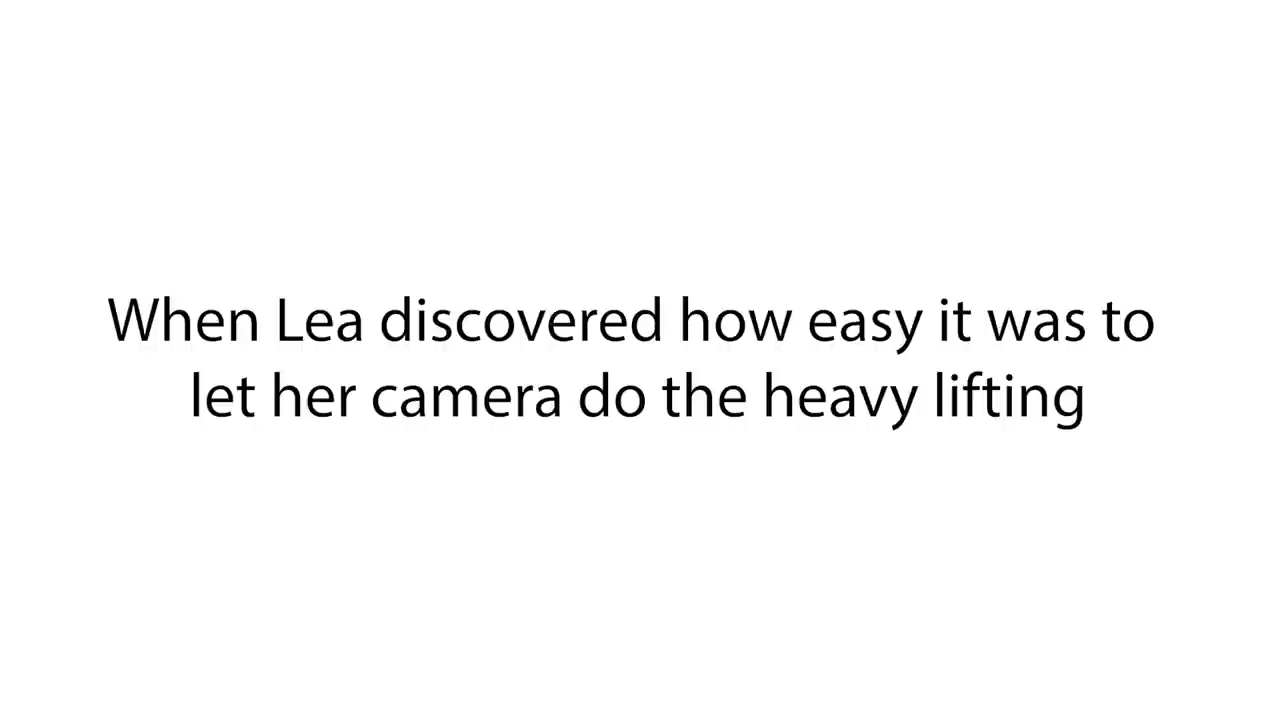 When Lea discovered how easy it was to
let her camera do the heavy lifting